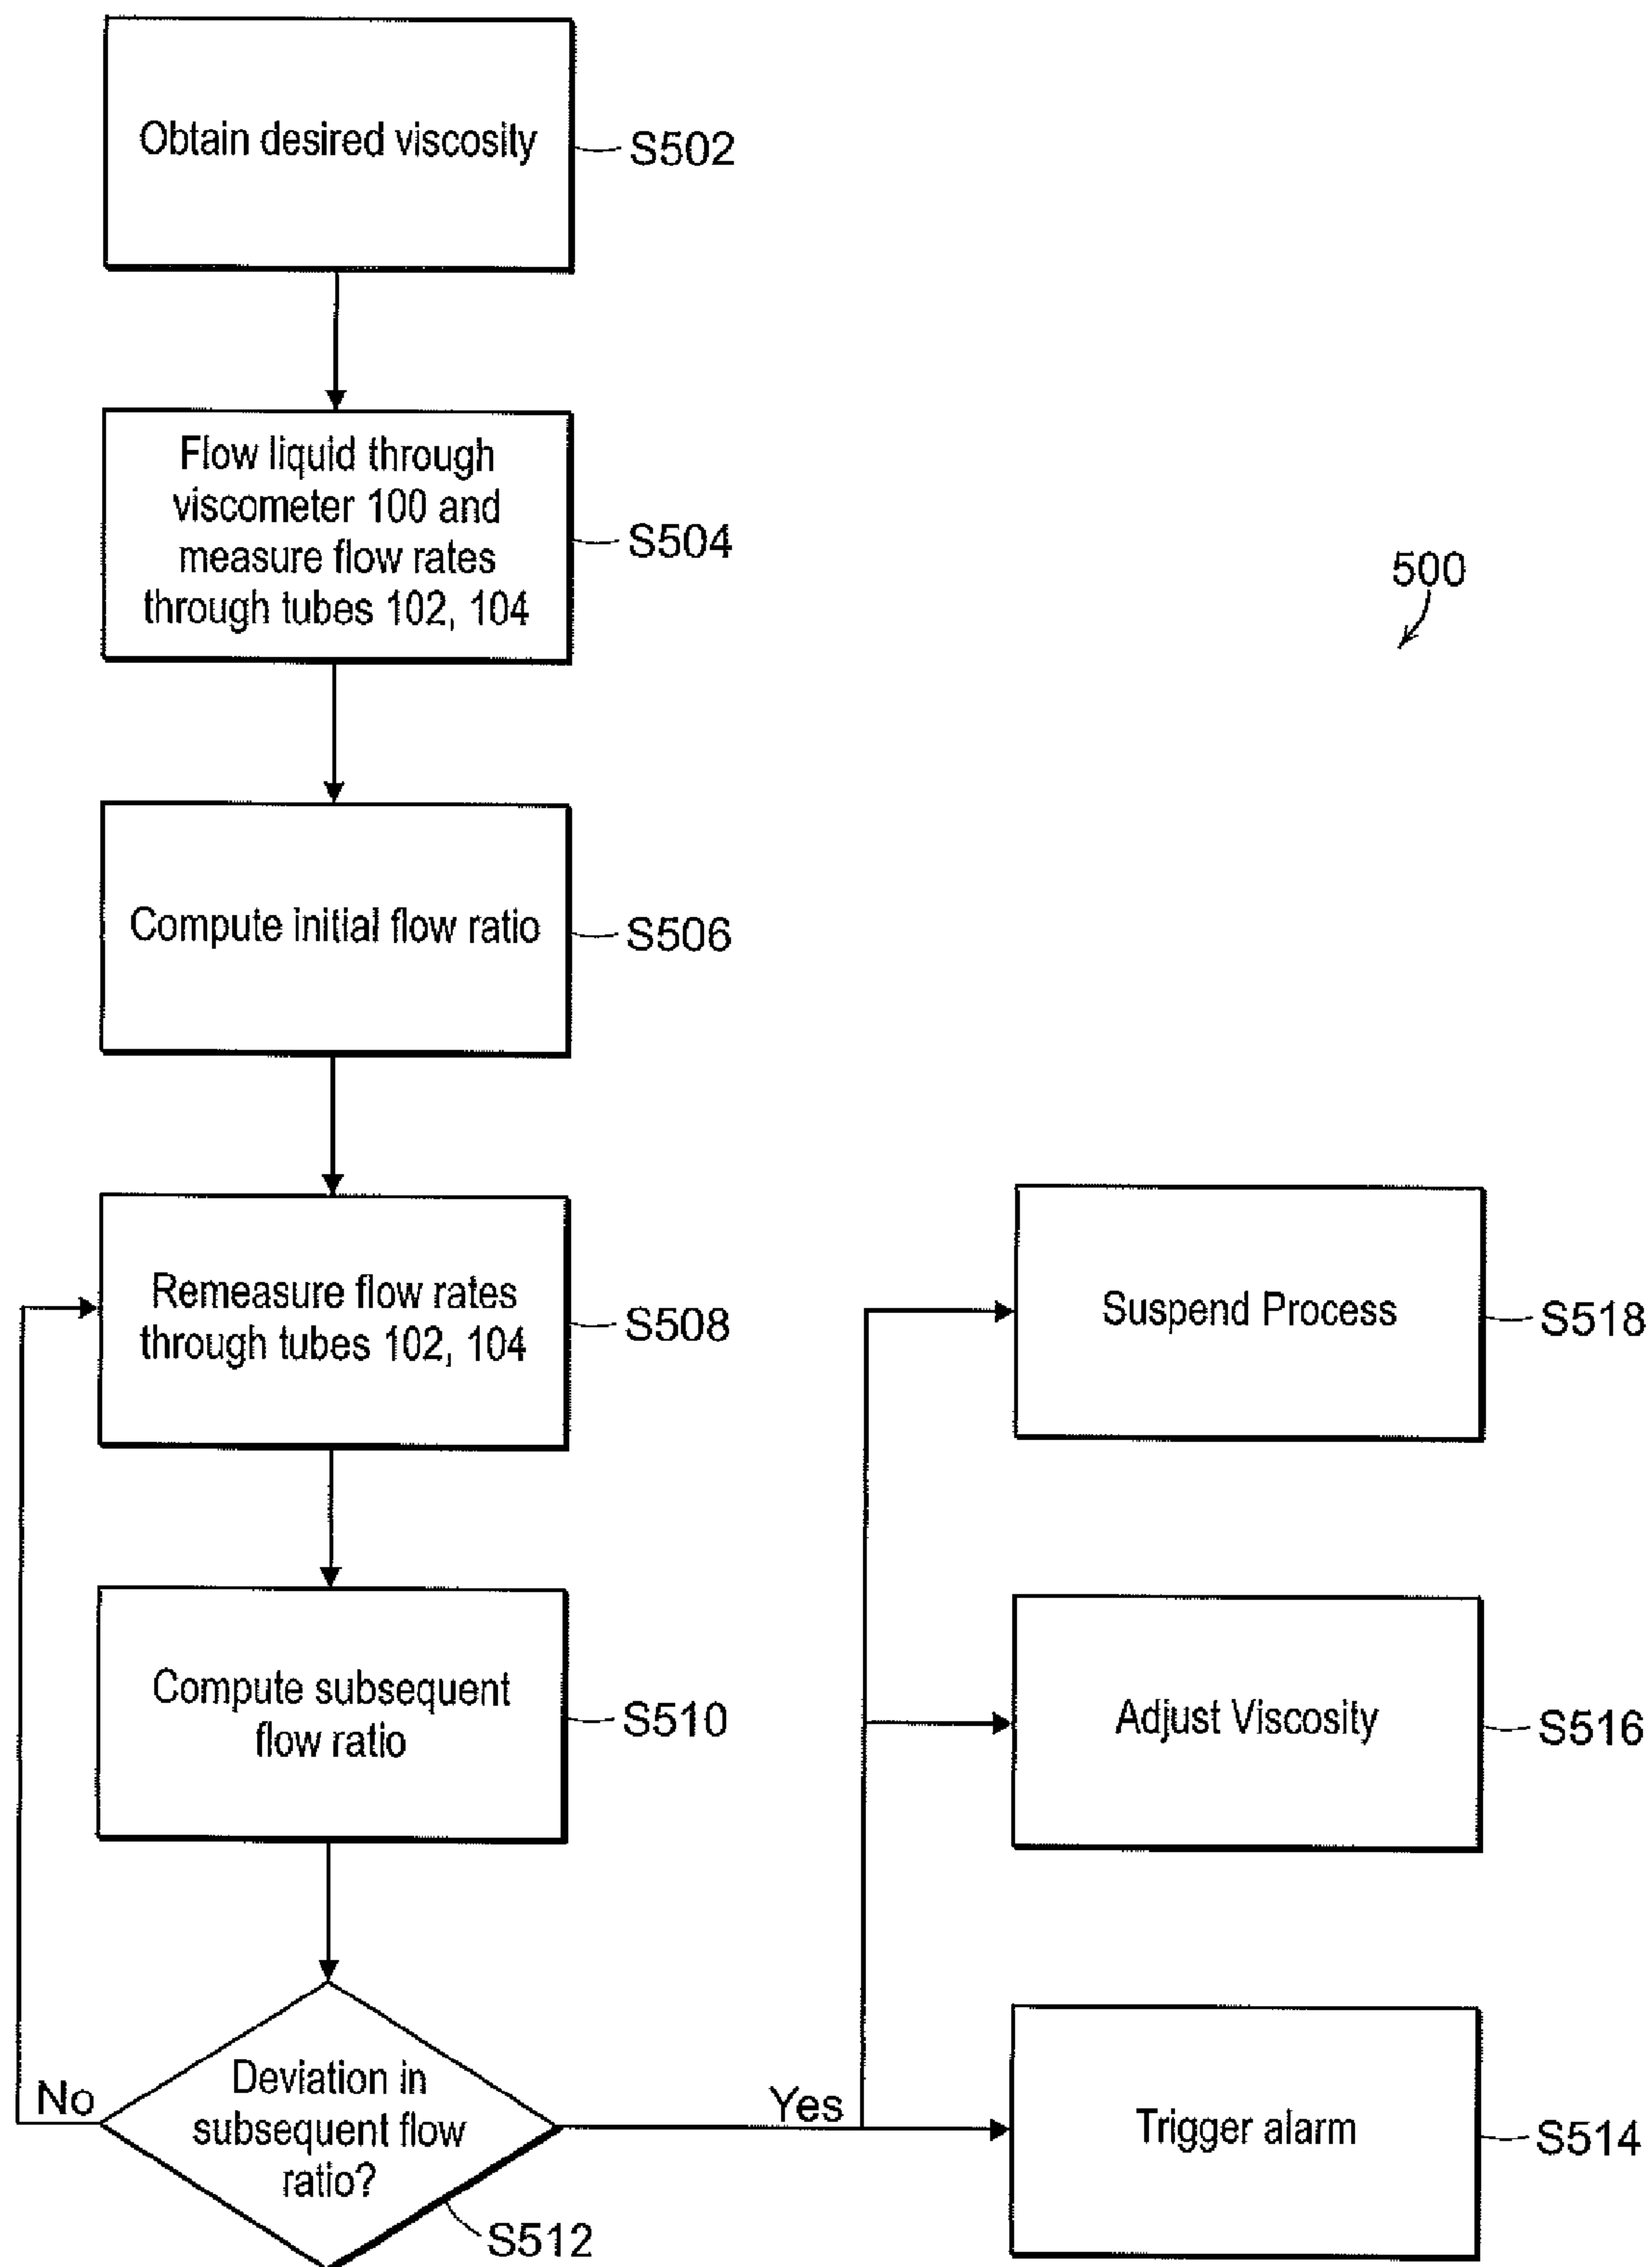 Obtain desired viscosity
S502
Flow liquid through
viscometer 100 and
measure flow rates
through tubes 102, 104
S504
500
Compute initial flow ratio
S506
Remeasure flow rates
through tubes 102, 104
S508
Suspend Process
S518
Compute subsequent
flow ratio
S510
Adjust Viscosity
S516
Deviation in
subsequent flow
ratio?
No
Yes
S512
Trigger alarm
S514